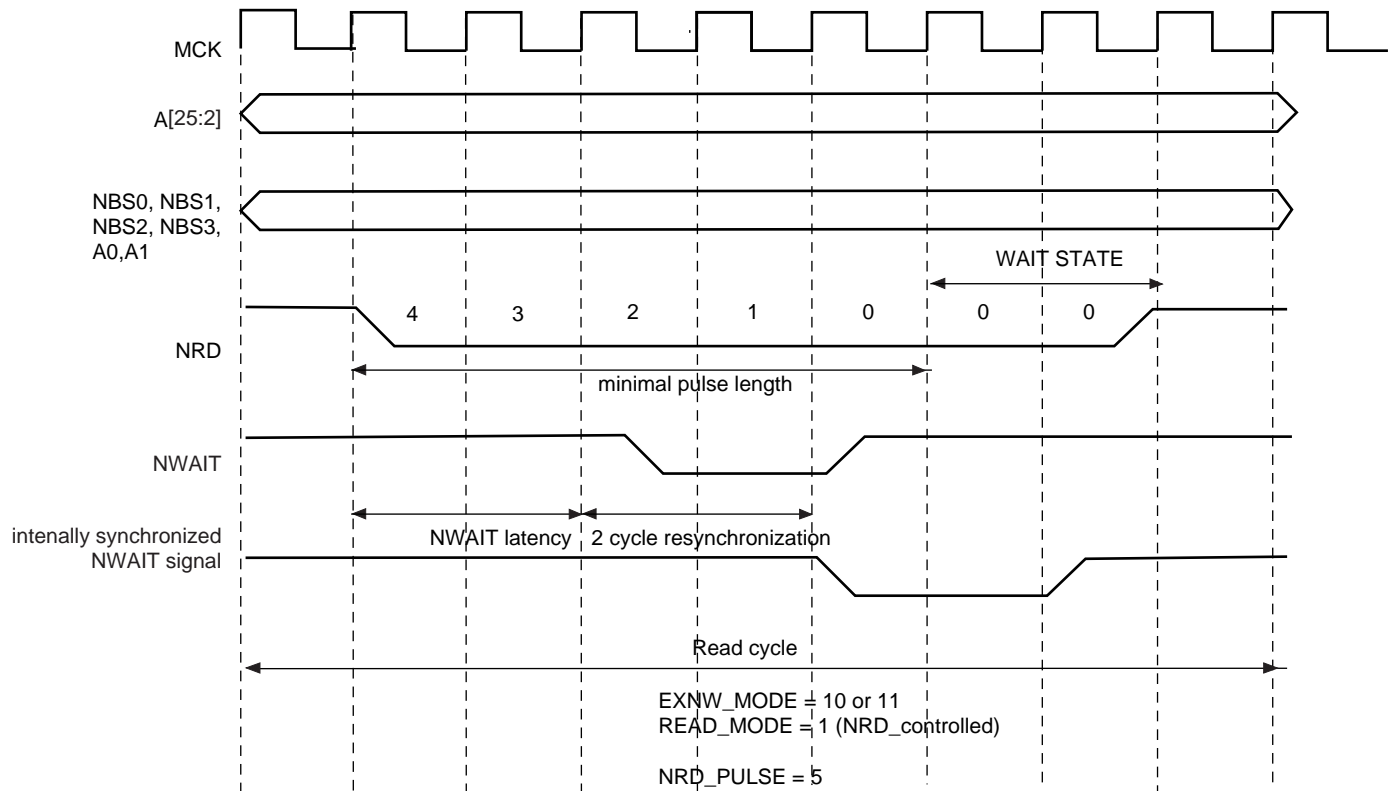 MCK
A[25:2]
NBS0, NBS1,
NBS2, NBS3,
A0,A1
WAIT STATE
4 3 2 1 0 0 0
NRD
minimal pulse length
NWAIT
intenally synchronized
NWAIT signal
NWAIT latency 2 cycle resynchronization
Read cycle
EXNW_MODE = 10 or 11
READ_MODE = 1 (NRD_controlled)
NRD_PULSE = 5